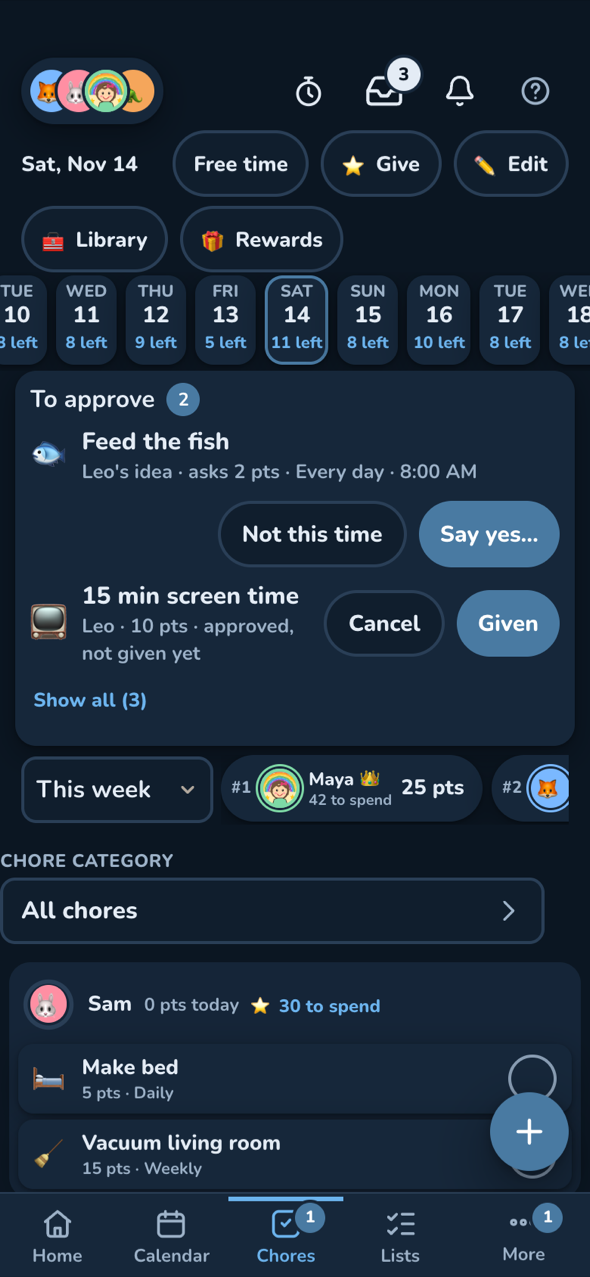 3
Sat, Nov 14
Free time
Give
Edit
Library
Rewards
TUE WED THU FRI SAT SUN MON TUE WE
10 11 12 13 14 15 16 17 18
8 left 8 left 9 left 5 left 11 left 8 left 10 left 8 left 8 le
To approve 2
Feed the fish
Leo's idea · asks 2 pts · Every day · 8:00 AM
Not this time
Say yes...
15 min screen time
Leo · 10 pts · approved,
not given yet
Cancel
Given
Show all (3)
This week
#1
Maya
42 to spend
25 pts
#2
CHORE CATEGORY
All chores
Sam 0 pts today 30 to spend
Make bed
5 pts · Daily
Vacuum living room
15 pts · Weekly
1
1
Home
Calendar
Chores
Lists
More